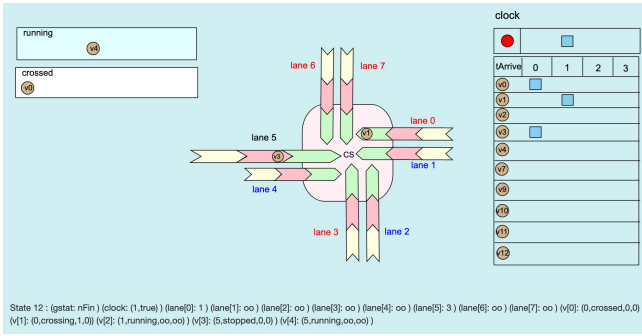 clock
running
v4
crossed
v0
lane 6
lane 7
lane 0
v1
lane 5
v3
CS
lane 1
lane 4
lane 3
lane 2
tArrive 0 1 2 3
v0
v1
v2
v3
v4
v7
v9
v10
v11
v12
State 12 : (gstat: nFin ) (clock: (1,true) ) (lane[0]: 1 ) (lane[1]: oo ) (lane[2]: oo ) (lane[3]: oo ) (lane[4]: oo ) (lane[5]: 3 ) (lane[6]: oo ) (lane[7]: oo ) (v[0]: (0,crossed,0,0)
(v[1]: (0,crossing,1,0)) (v[2]: (1,running,oo,oo) ) (v[3]: (5,stopped,0,0) ) (v[4]: (5,running,oo,oo) )